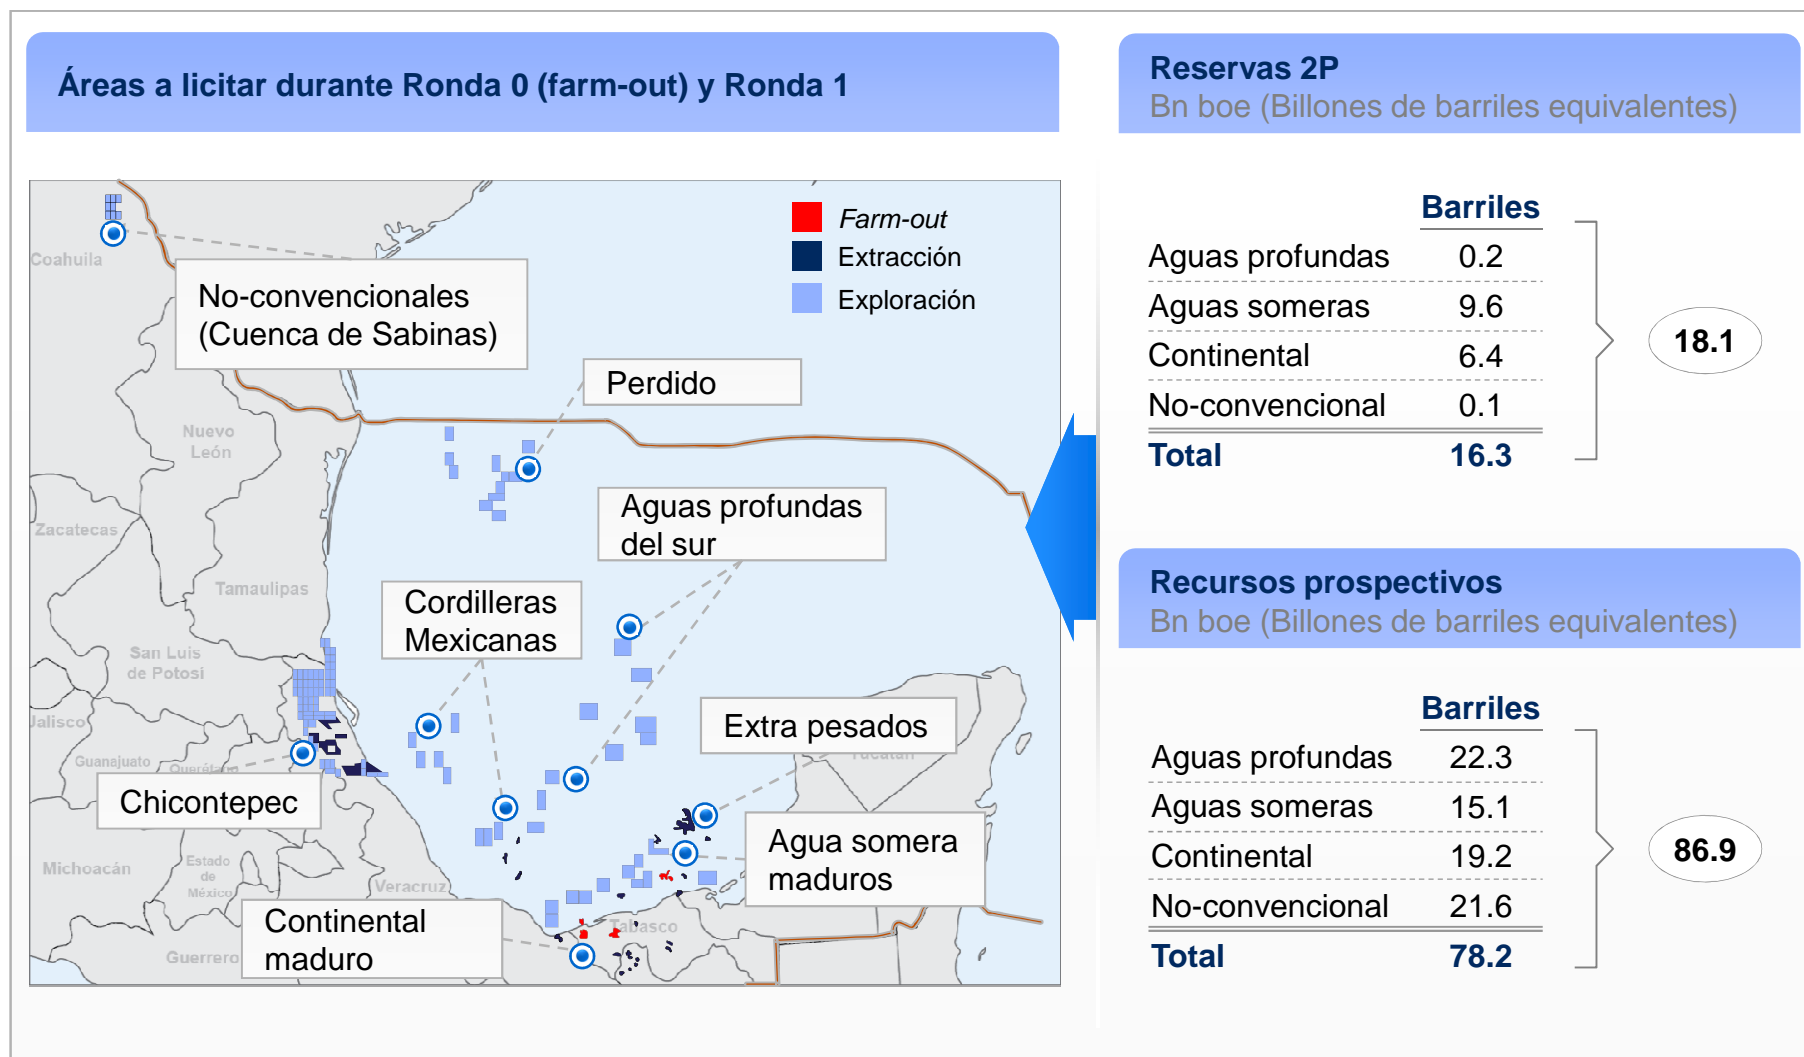 Áreas a licitar durante Ronda 0 (farm-out) y Ronda 1
Farm-out
Extracción
Exploración
Coahuila
No-convencionales
(Cuenca de Sabinas)
Perdido
Nuevo
León
Aguas profundas
del sur
Zacatecas
Tamaulipas
Cordilleras
Mexicanas
San Luis
de Potosi
Jalisco
Extra pesados
Guanajuato
Querétaro
Yucatán
Chicontepec
Agua somera
maduros
Michoacán
Estado
de
México
Veracruz
Continental
maduro
Tabasco
Guerrero
Reservas 2P
Bn boe (Billones de barriles equivalentes)
Barriles
Aguas profundas 0.2
Aguas someras 9.6
Continental 6.4
No-convencional 0.1
Total 16.3
18.1
Recursos prospectivos
Bn boe (Billones de barriles equivalentes)
Barriles
Aguas profundas 22.3
Aguas someras 15.1
Continental 19.2
No-convencional 21.6
Total 78.2
86.9